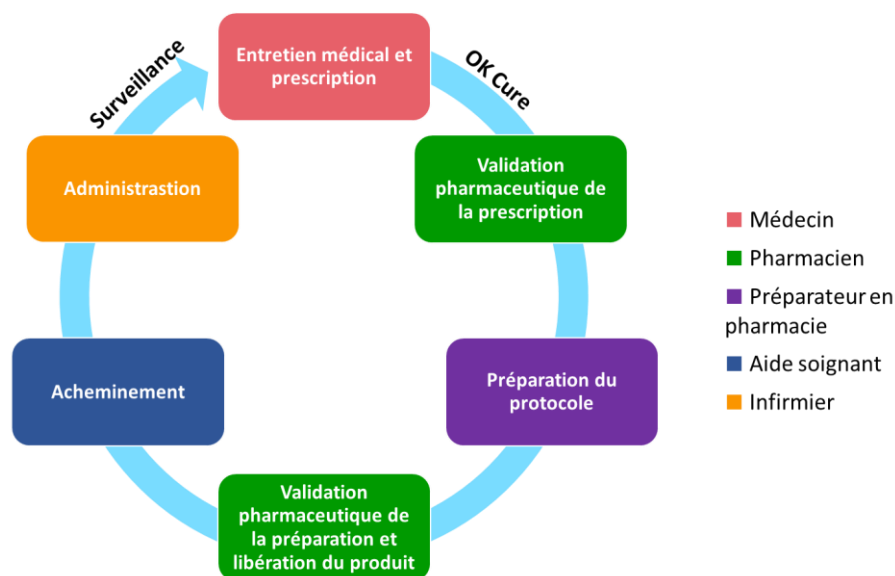 Surveillance
Entretien médical et
prescription
OK Cure
Validation
pharmaceutique de
la prescription
Préparation du
protocole
Validation
pharmaceutique de
la préparation et
libération du produit
Acheminement
Administrastion
Médecin
Pharmacien
Préparateur en
pharmacie
Aide soignant
Infirmier